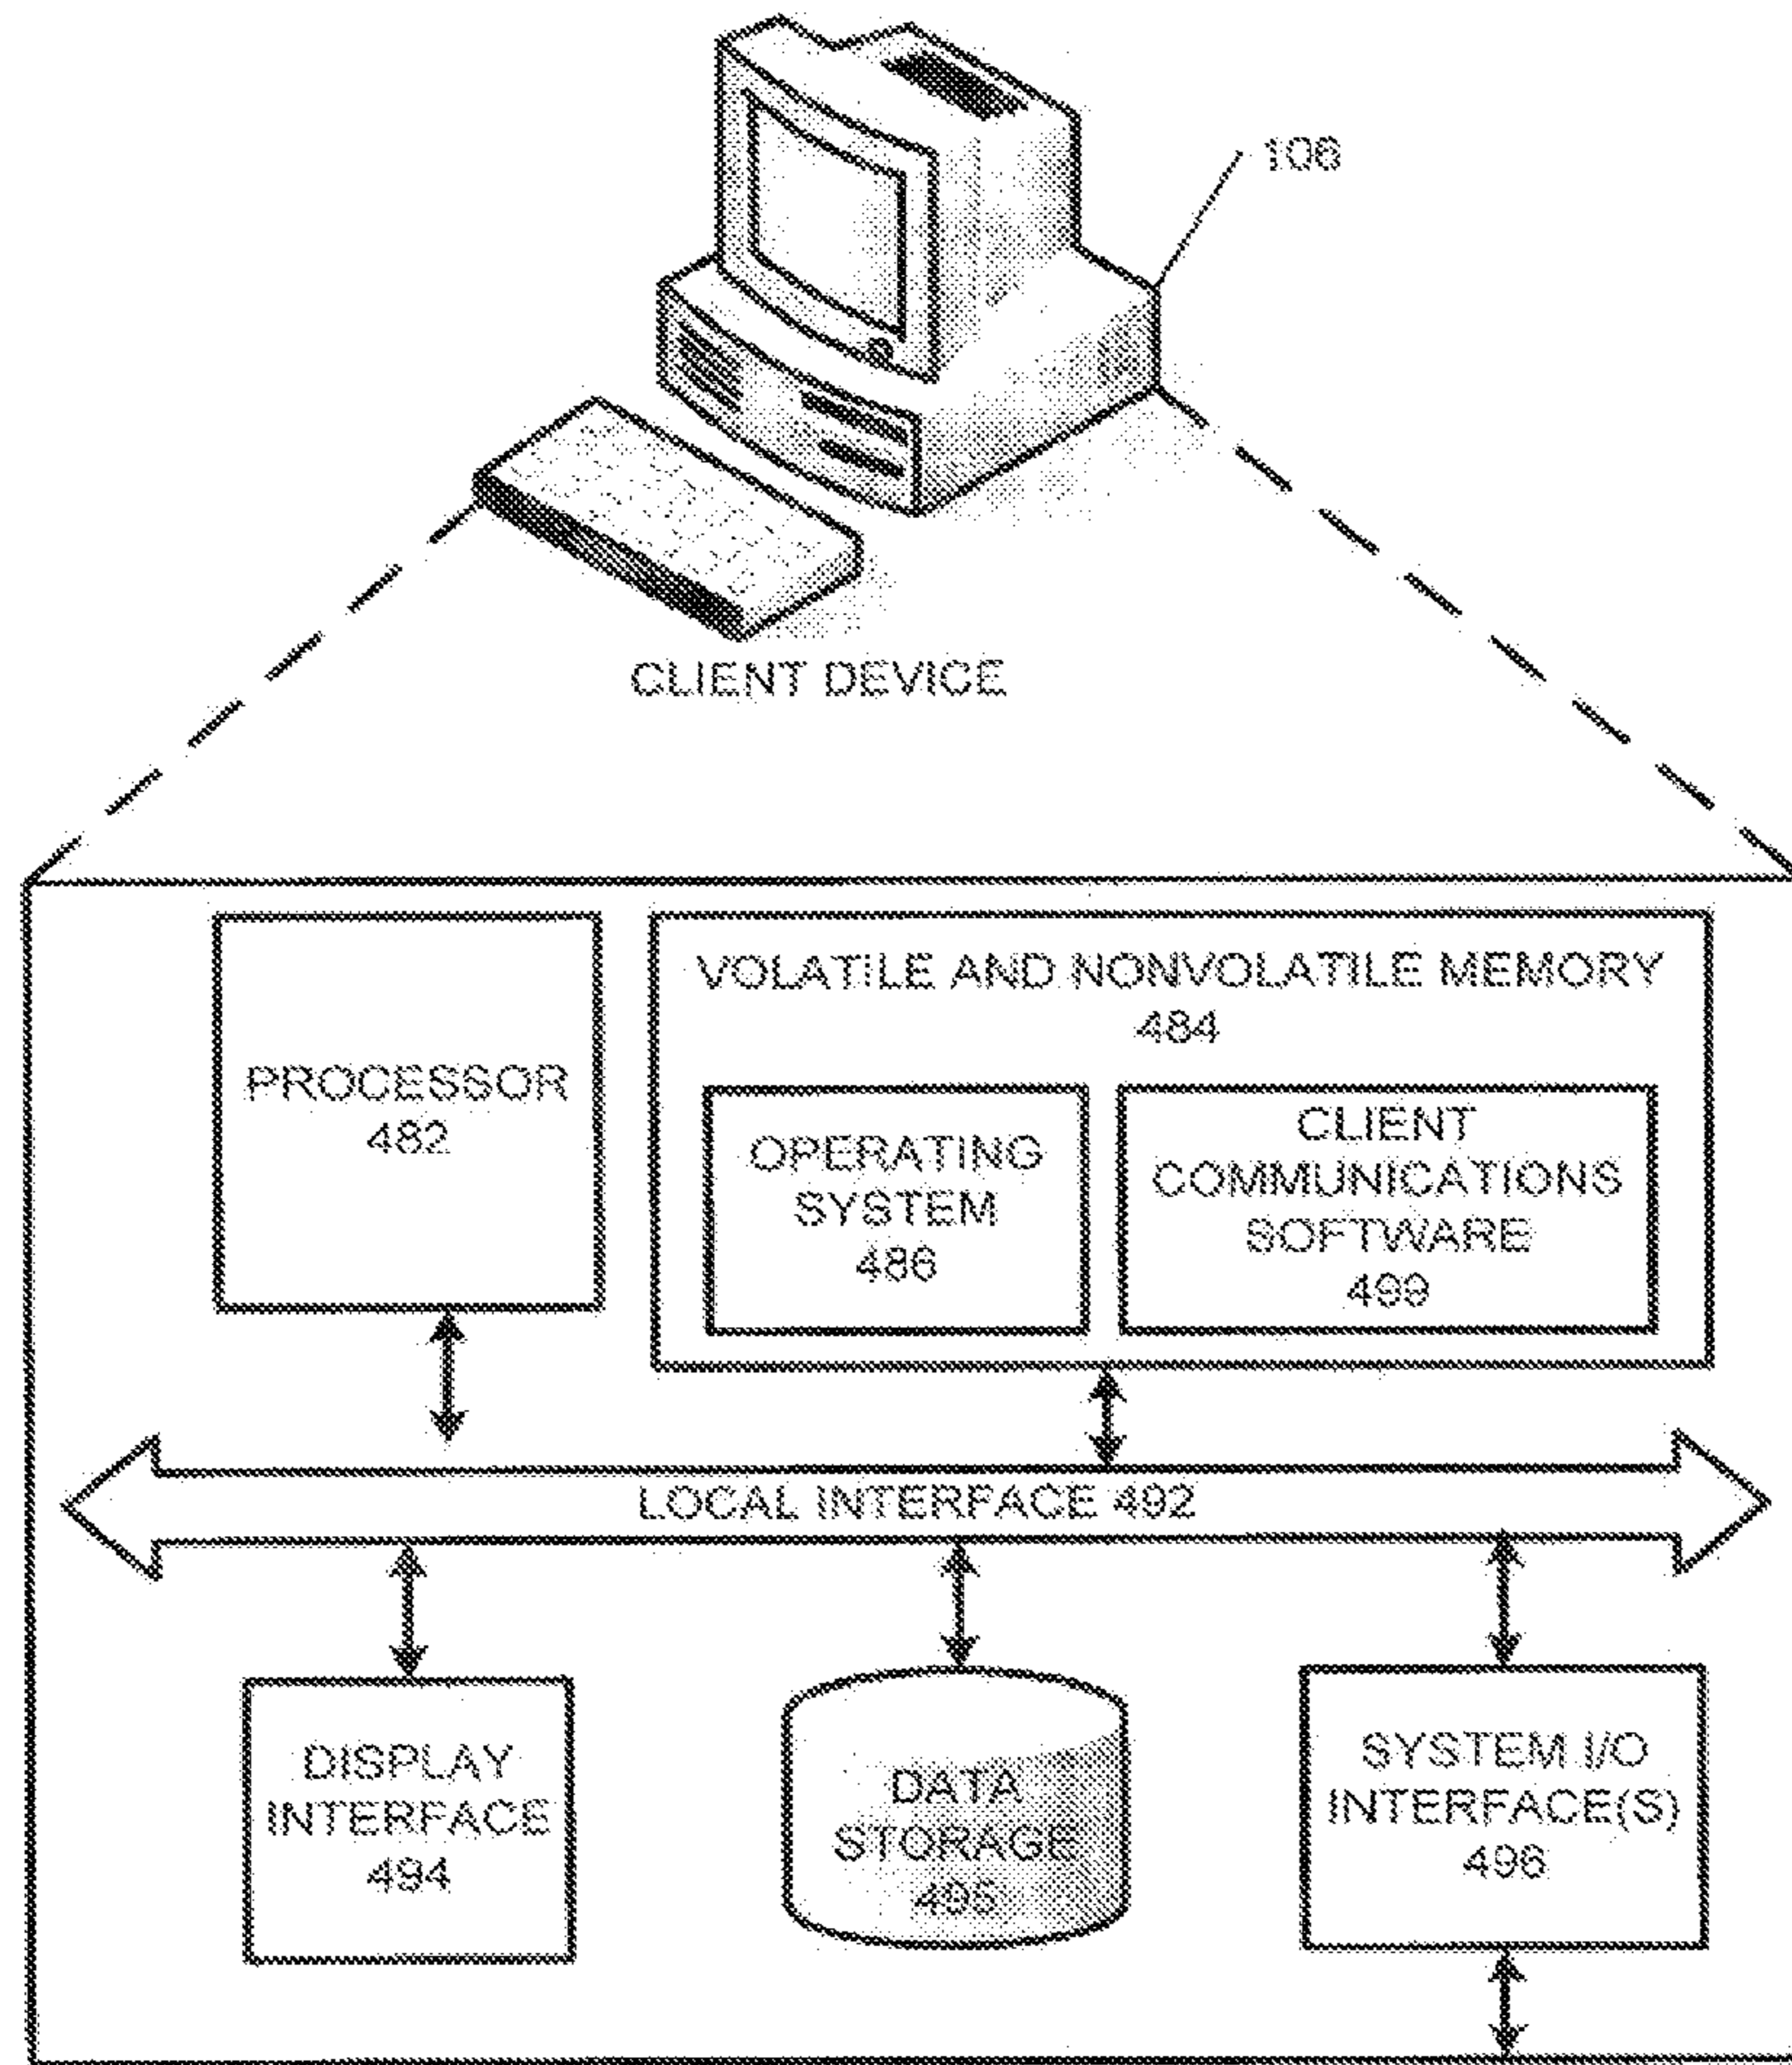 106
CLIENT DEVICE
VOLATILE AND NONVOLATILE MEMORY
484
PROCESSOR
482
OPERATING
SYSTEM
486
CLIENT
COMMUNICATIONS
SOFTWARE
499
LOCAL INTERFACE 492
DISPLAY
INTERFACE
494
DATA
STORAGE
495
SYSTEM I/O
INTERFACE(S)
496